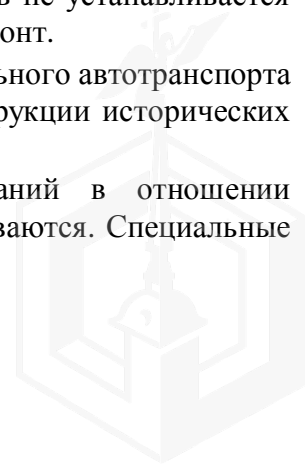 не устанавливается
онт.
ьного автотранспорта
рукции исторических
аний в отношении
ваются. Специальные